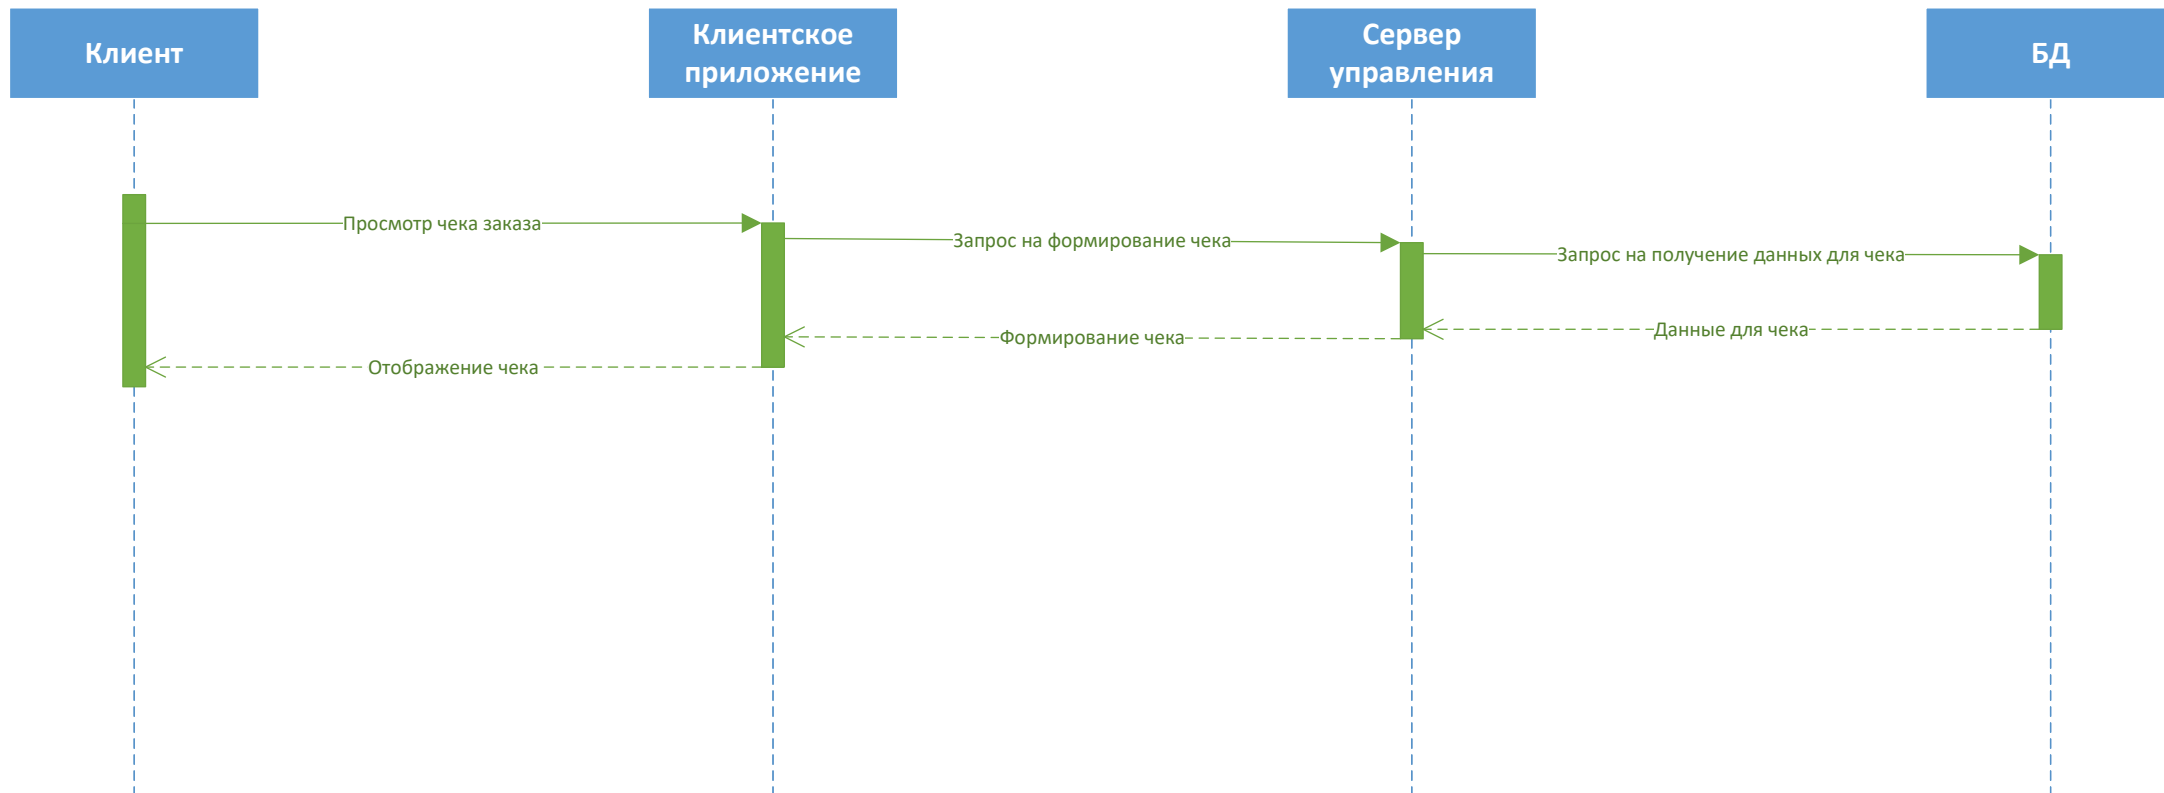 Клиент
Клиентское
приложение
Сервер
управления
БД
Просмотр чека заказа
Запрос на формирование чека
Запрос на получение данных для чека
Данные для чека
Формирование чека
Отображение чека